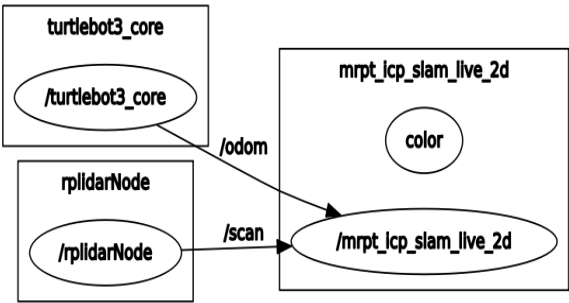 turtlebot3_core
/turtlebot3_core
/odom
rplidarNode
/rplidarNode
/scan
mrpt_icp_slam_live_2d
color
/mrpt_icp_slam_live_2d